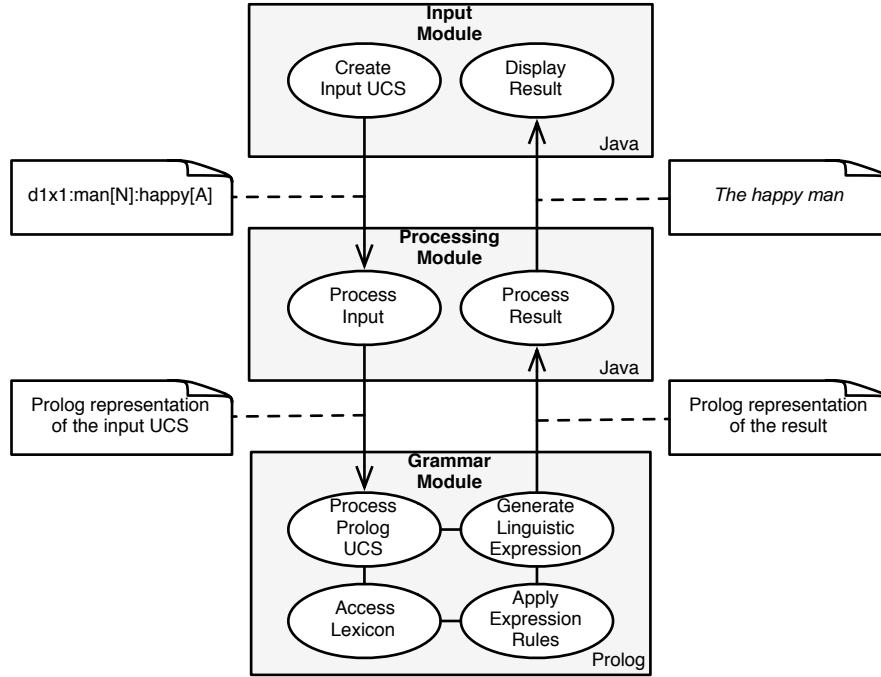 Input
Module
Create
Input UCS
Display
Result
Java
d1x1:man[N]:happy[A]
The happy man
Processing
Module
Process
Input
Process
Result
Java
Prolog representation
of the input UCS
Prolog representation
of the result
Grammar
Module
Process
Prolog
UCS
Generate
Linguistic
Expression
Access
Lexicon
Apply
Expression
Rules
Prolog